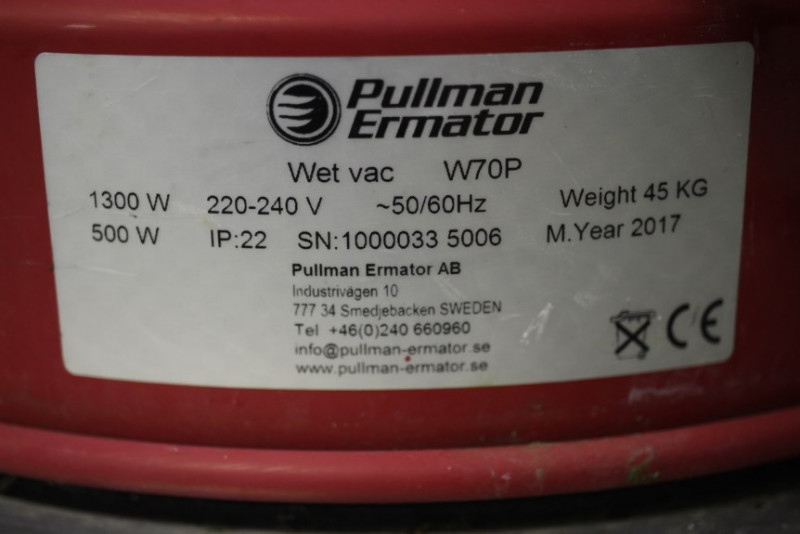 Pullman
Ermator
Wet vac W70P
1300 W 220-240 V ~50/60Hz Weight 45 KG
500 W IP:22 SN:1000033 5006 M.Year 2017
Pullman Ermator AB
Industrivägen 10
777 34 Smedjebacken SWEDEN
Tel +46(0)240 660960
info@pullman-ermator.se
www.pullman-ermator.se
CE